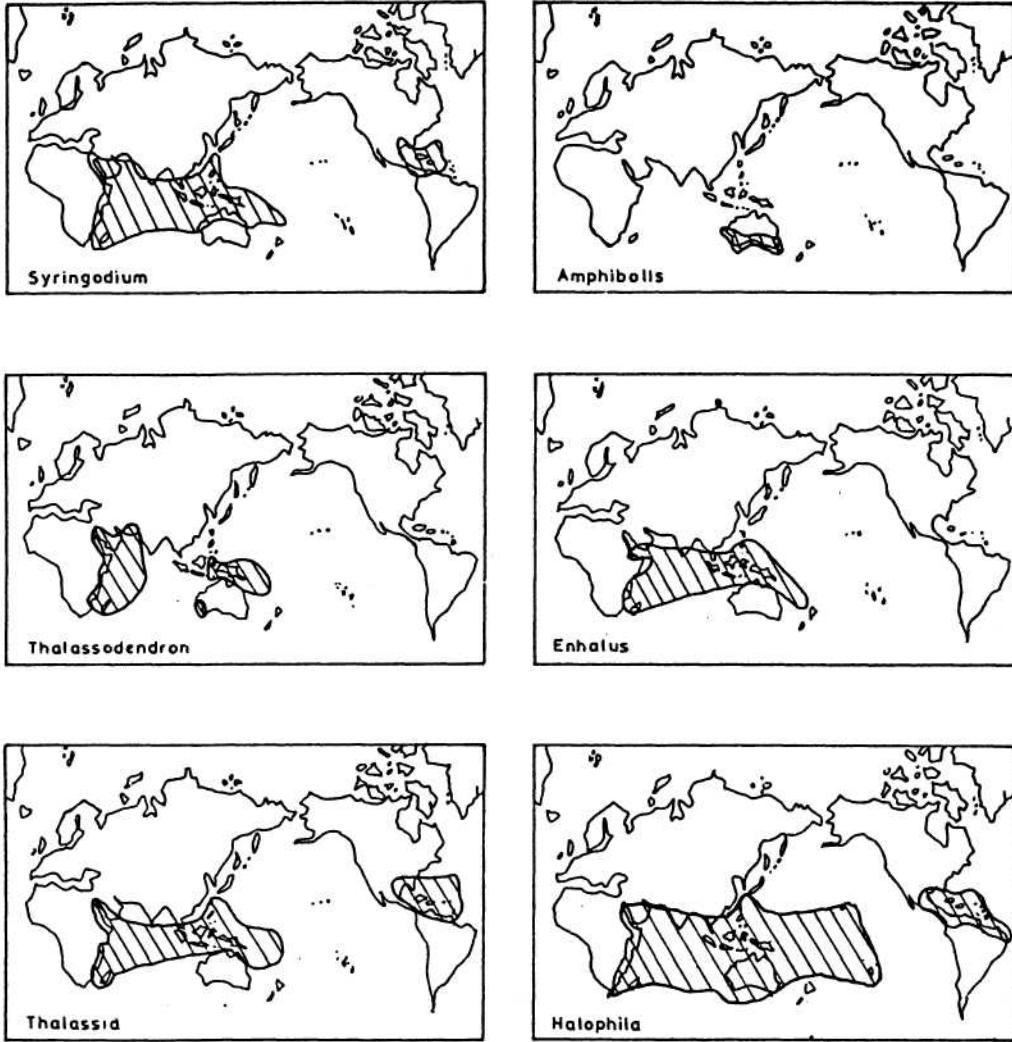 Syringodium
Amphibolis
Thalassodendron
Enhalus
Thalassia
Halophila